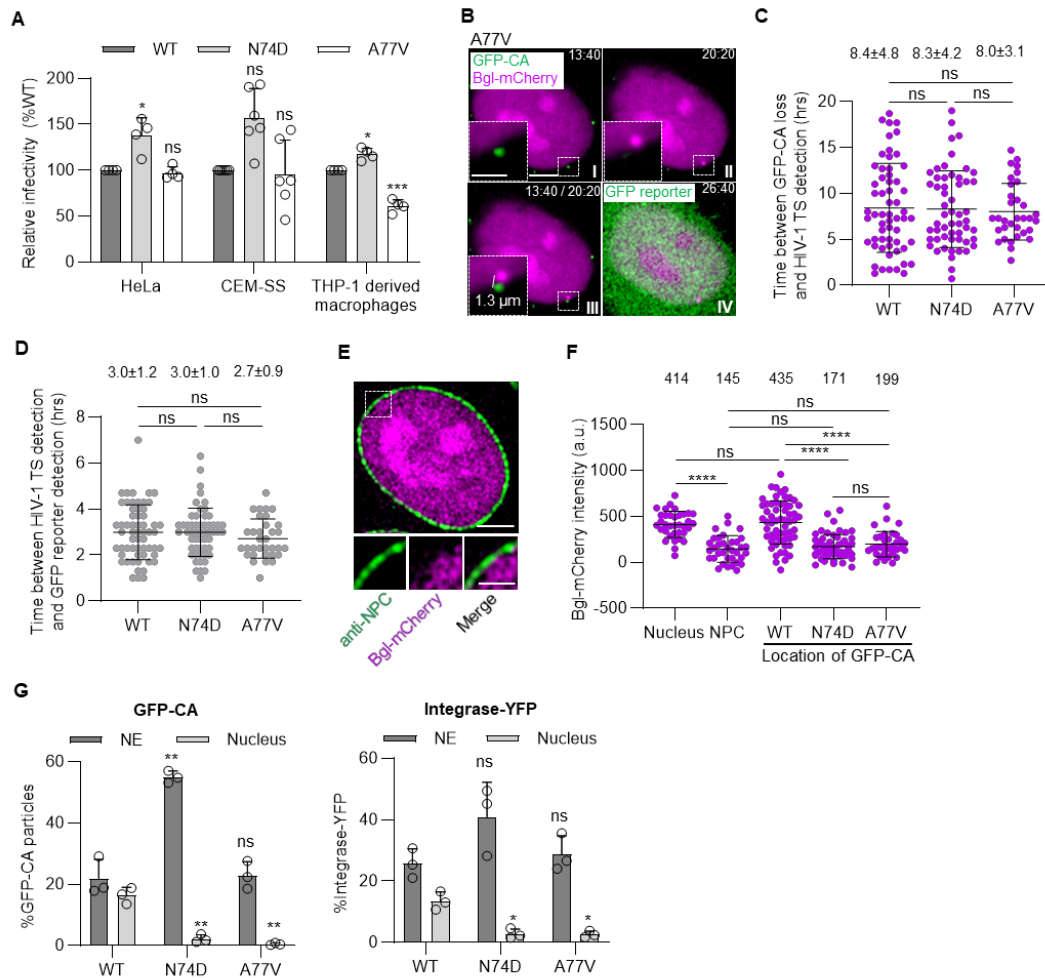 A
WT
N74D
A77V
Relative infectivity (%WT)
200
150
100
50
0
*
ns
ns
ns
*
***
HeLa
CEM-SS
THP-1 derived
macrophages
B
A77V
GFP-CA
Bgl-mCherry
13:40
I
20:20
II
13:40 / 20:20
1.3 µm
III
GFP reporter
26:40
IV
C
8.4±4.8
8.3±4.2
8.0±3.1
ns
ns
ns
Time between GFP-CA loss
and HIV-1 TS detection (hrs)
20
15
10
5
0
WT
N74D
A77V
D
3.0±1.2
3.0±1.0
2.7±0.9
ns
ns
ns
Time between HIV-1 TS detection
and GFP reporter detection (hrs)
8
6
4
2
0
WT
N74D
A77V
E
anti-NPC
Bgl-mCherry
Merge
F
414
145
435
171
199
ns
ns
****
ns
****
****
ns
Bgl-mCherry intensity (a.u.)
1500
1000
500
0
-500
Nucleus
NPC
WT
N74D
A77V
Location of GFP-CA
G
GFP-CA
NE
Nucleus
%GFP-CA particles
60
40
20
0
**
**
ns
**
WT
N74D
A77V
Integrase-YFP
NE
Nucleus
%Integrase-YFP
60
40
20
0
ns
*
ns
*
WT
N74D
A77V